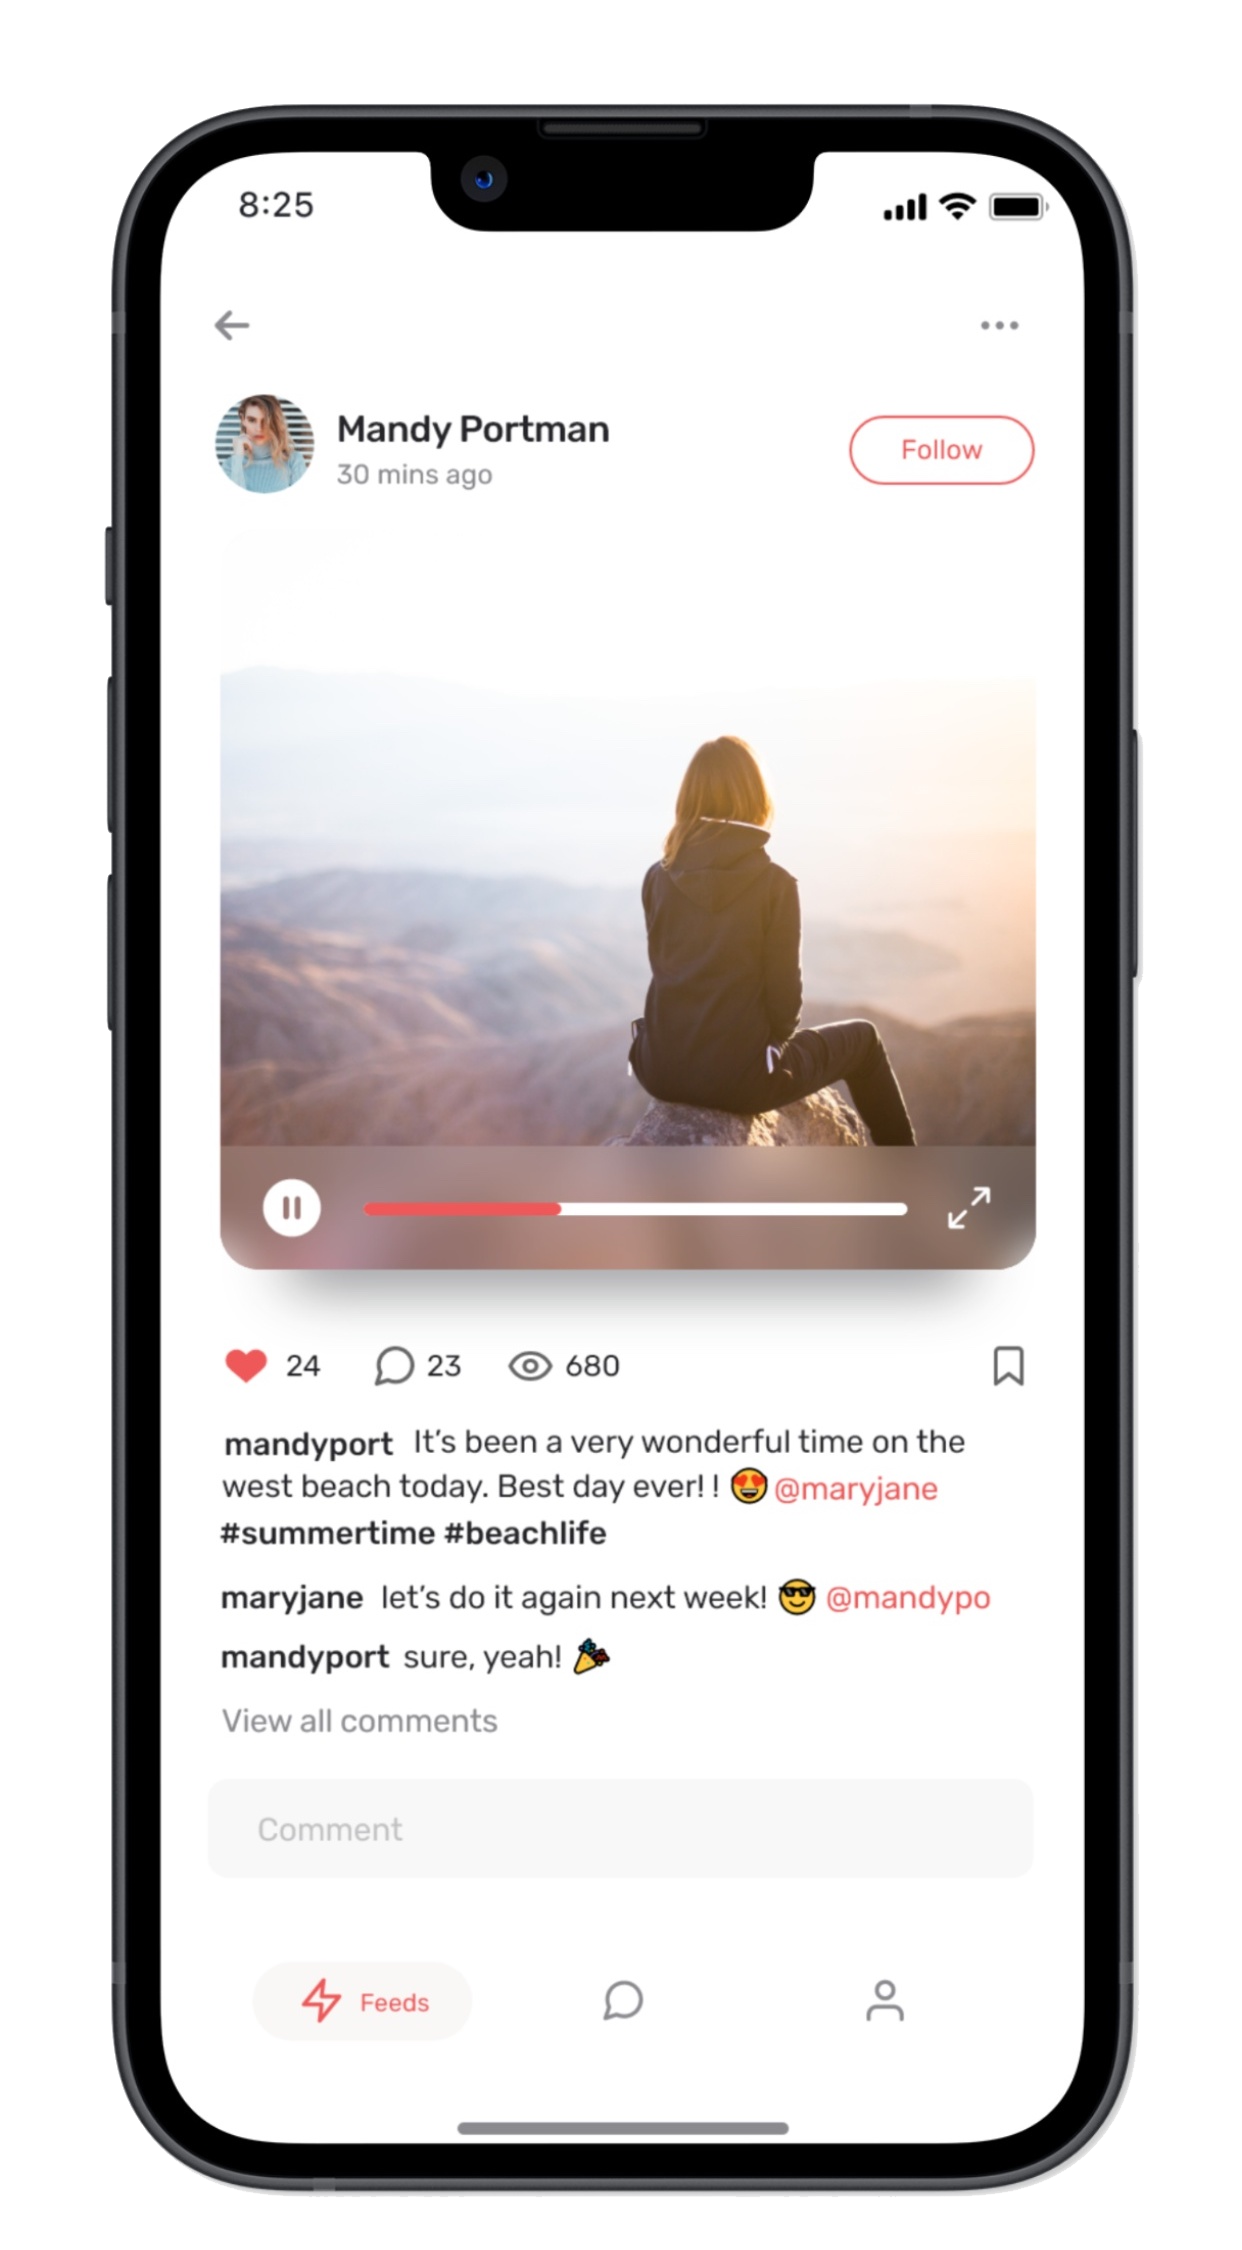 8:25
Mandy Portman
30 mins ago
Follow
24 23 680
mandyport It’s been a very wonderful time on the
west beach today. Best day ever! ! 😍 @maryjane
#summertime #beachlife
maryjane let’s do it again next week! 😎 @mandypo
mandyport sure, yeah! 🎉
View all comments
Comment
Feeds